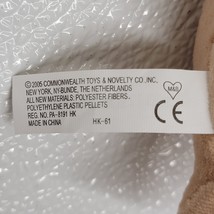 © 2005 COMMONWEALTH TOYS & NOVELTY CO., INC.
NEW YORK, NY-BUNDE, THE NETHERLANDS
ALL NEW MATERIALS: POLYESTER FIBERS,
POLYETHYLENE PLASTIC PELLETS
REG. NO. PA-8191 HK
MADE IN CHINA
HK-61
M&S
CE